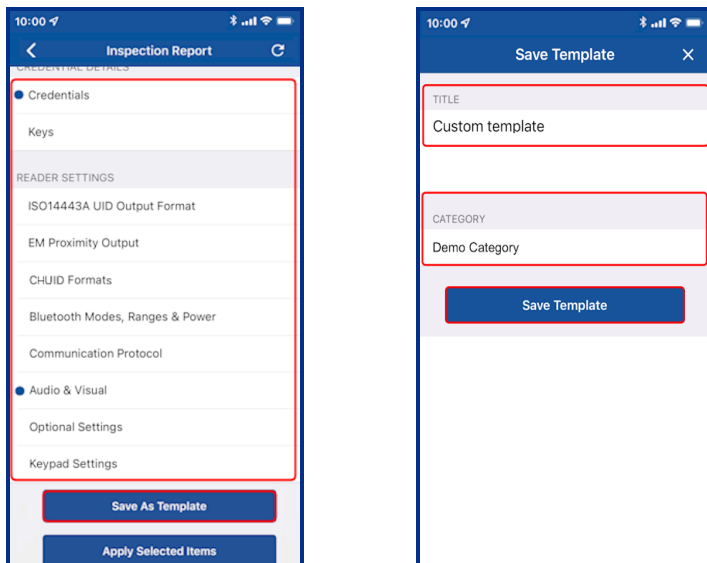 10:00
Inspection Report
CREDENTIAL DETAILS
Credentials
Keys
READER SETTINGS
ISO14443A UID Output Format
EM Proximity Output
CHUID Formats
Bluetooth Modes, Ranges & Power
Communication Protocol
Audio & Visual
Optional Settings
Keypad Settings
Save As Template
Apply Selected Items
10:00
Save Template
TITLE
Custom template
CATEGORY
Demo Category
Save Template